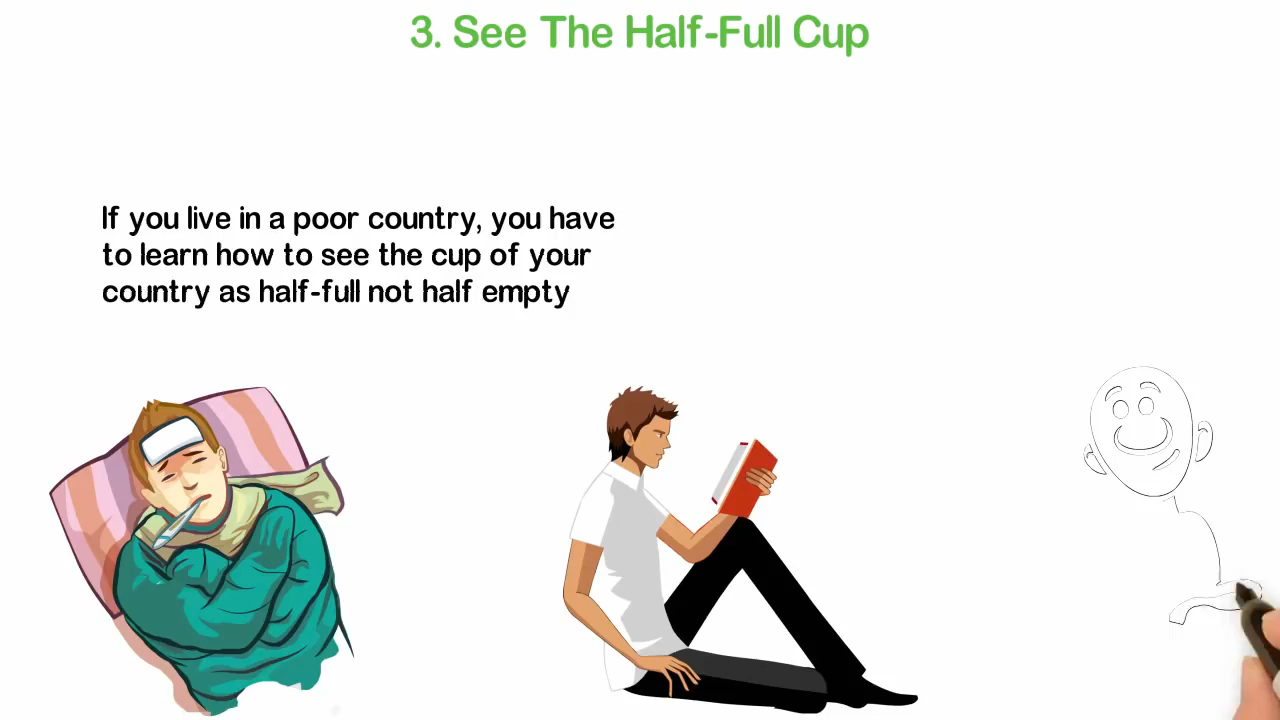 3. See The Half-Full Cup
If you live in a poor country, you have
to learn how to see the cup of your
country as half-full not half empty